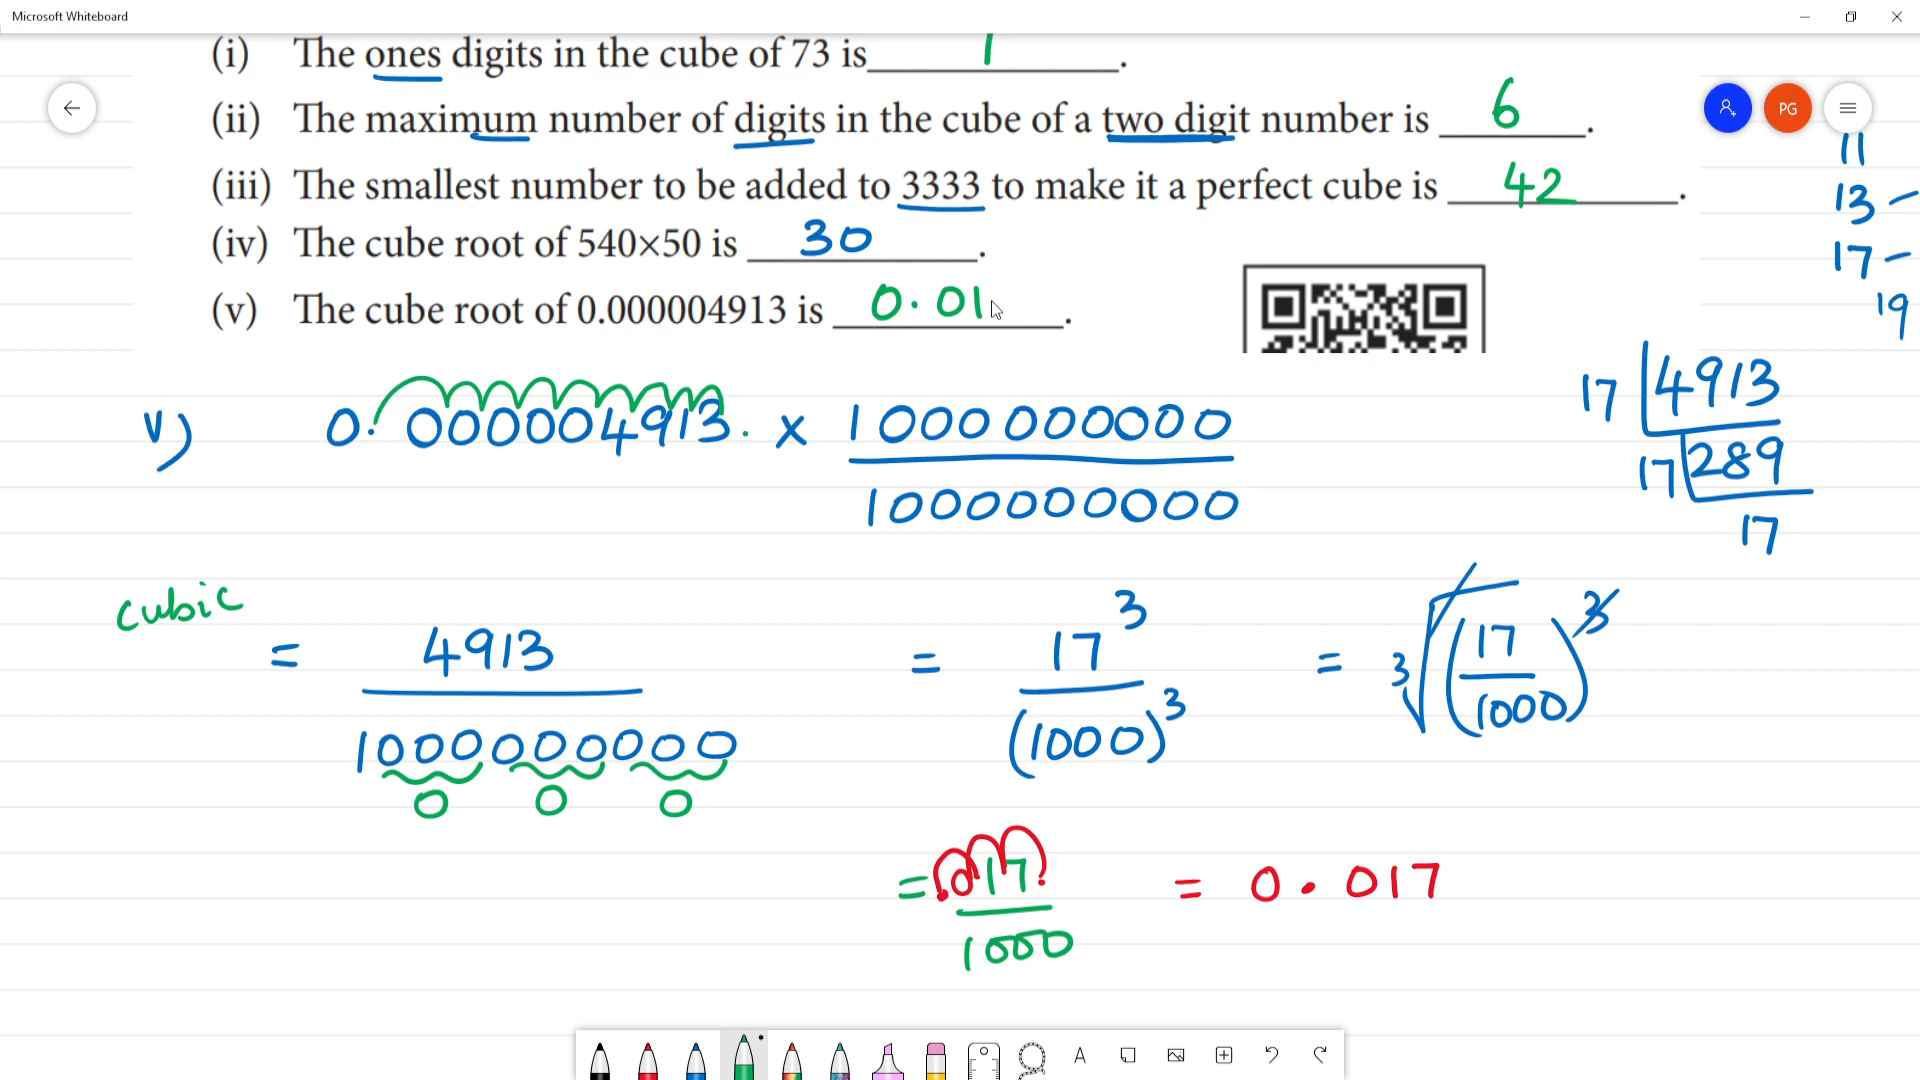 Microsoft Whiteboard
(i) The ones digits in the cube of 73 is 1.
(ii) The maximum number of digits in the cube of a two digit number is 6.
(iii) The smallest number to be added to 3333 to make it a perfect cube is 42.
(iv) The cube root of 540×50 is 30.
(v) The cube root of 0.000004913 is 0.01.
PG
11
13 –
17 –
19
v) 0.000004913. × 1000000000
1000000000
17 4913
17 289
17
cubic
= 4913
1000000000
0 0 0
= 17³
(1000)³
= ³√(17
1000)³
= .017.
1000
= 0.017
A